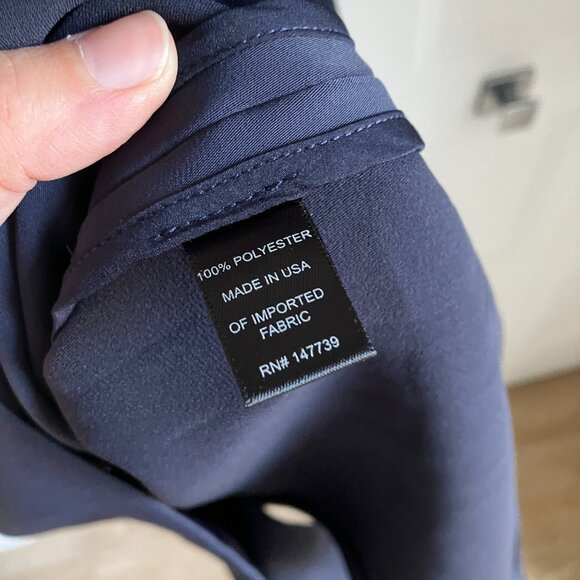 100% POLYESTER
MADE IN USA
OF IMPORTED
FABRIC
RN# 147739